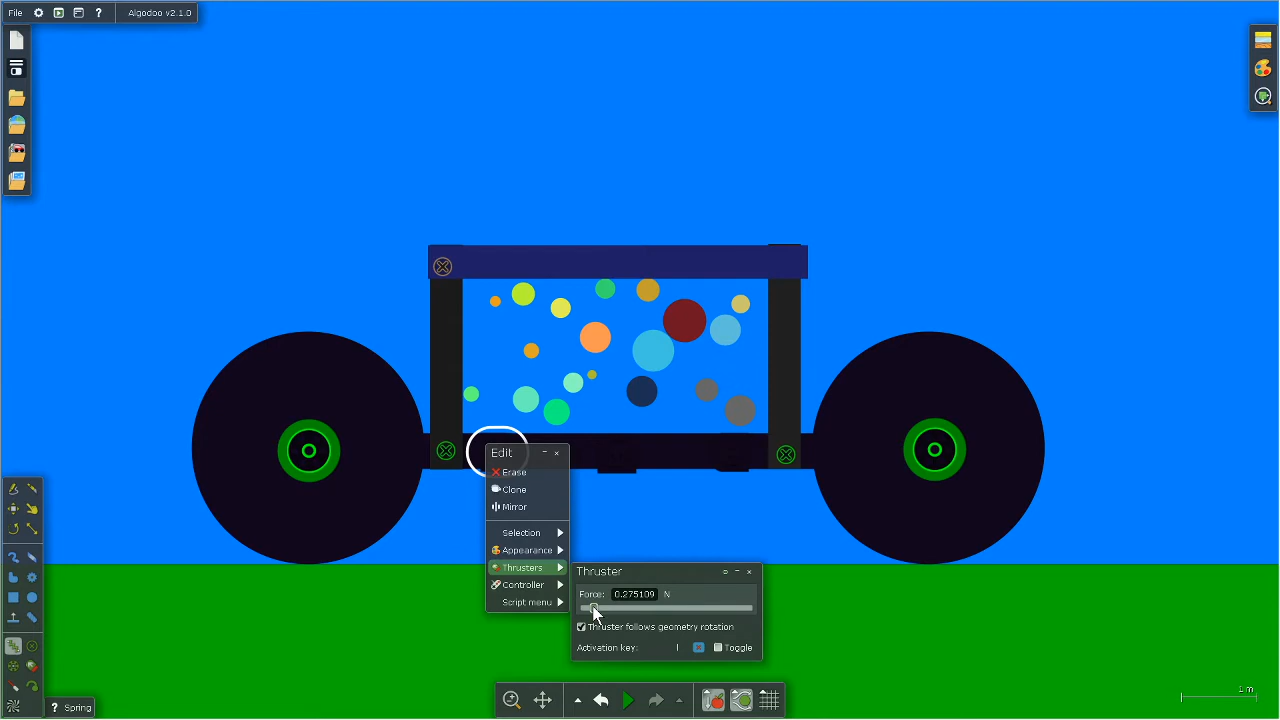 File ? Algodoo v2.1.0
Edit
Erase
Clone
Mirror
Selection
Appearance
Thrusters
Controller
Script menu
Thruster
Force: 0.275109 N
Thruster follows geometry rotation
Activation key: Toggle
1 m
? Spring